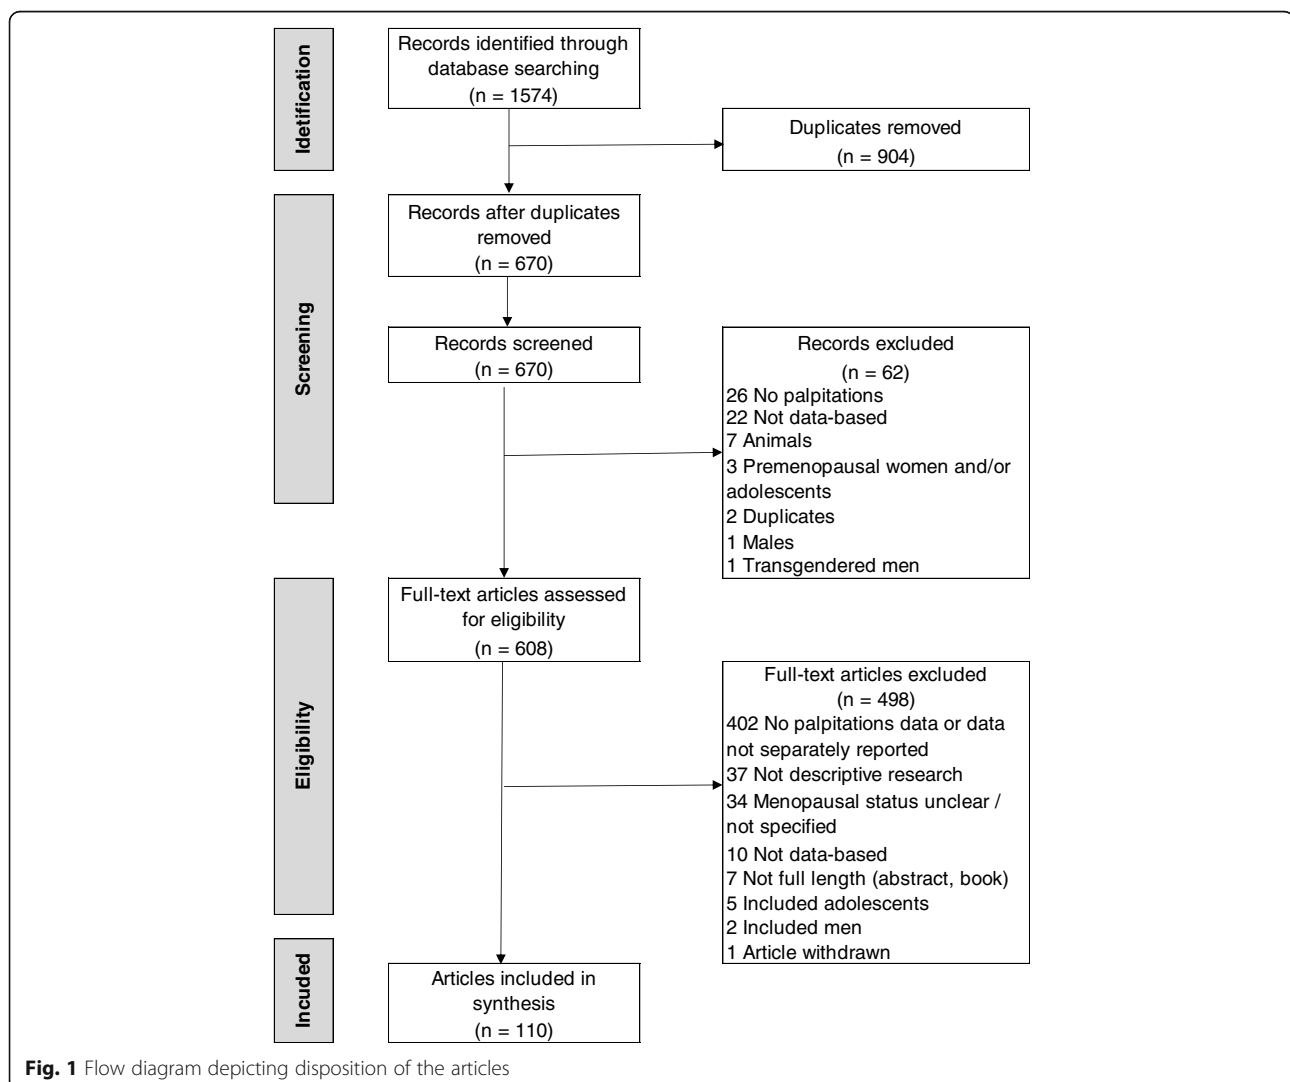 Idetification
Records identified through
database searching
(n = 1574)
Duplicates removed
(n = 904)
Screening
Records after duplicates
removed
(n = 670)
Records screened
(n = 670)
Records excluded
(n = 62)
26 No palpitations
22 Not data-based
7 Animals
3 Premenopausal women and/or
adolescents
2 Duplicates
1 Males
1 Transgendered men
Eligibility
Full-text articles assessed
for eligibility
(n = 608)
Full-text articles excluded
(n = 498)
402 No palpitations data or data
not separately reported
37 Not descriptive research
34 Menopausal status unclear /
not specified
10 Not data-based
7 Not full length (abstract, book)
5 Included adolescents
2 Included men
1 Article withdrawn
Incuded
Articles included in
synthesis
(n = 110)
Fig. 1 Flow diagram depicting disposition of the articles